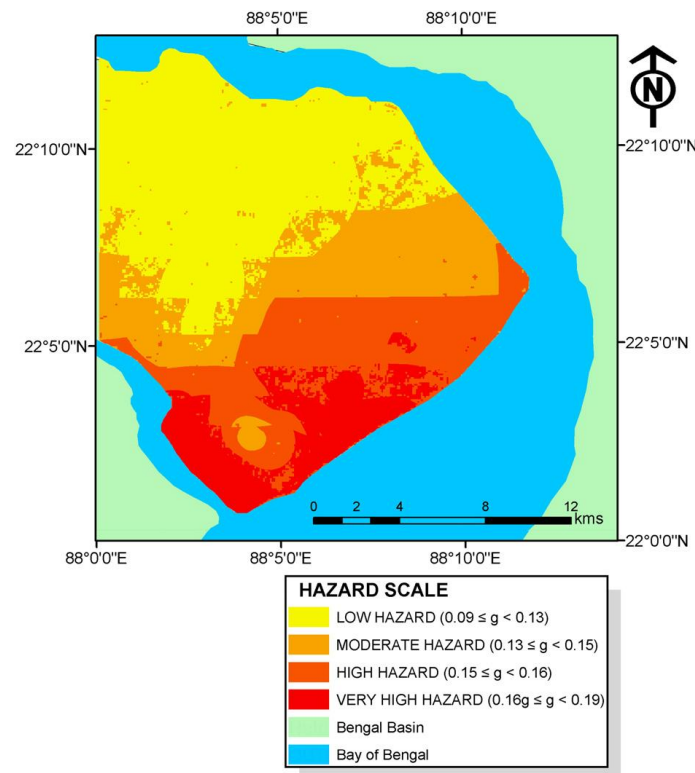 88°5'0"E 88°10'0"E
N
22°10'0"N 22°10'0"N
22°5'0"N 22°5'0"N
0 2 4 8 12
kms
22°0'0"N
88°0'0"E 88°5'0"E 88°10'0"E
HAZARD SCALE
LOW HAZARD (0.09 ≤ g < 0.13)
MODERATE HAZARD (0.13 ≤ g < 0.15)
HIGH HAZARD (0.15 ≤ g < 0.16)
VERY HIGH HAZARD (0.16g ≤ g < 0.19)
Bengal Basin
Bay of Bengal